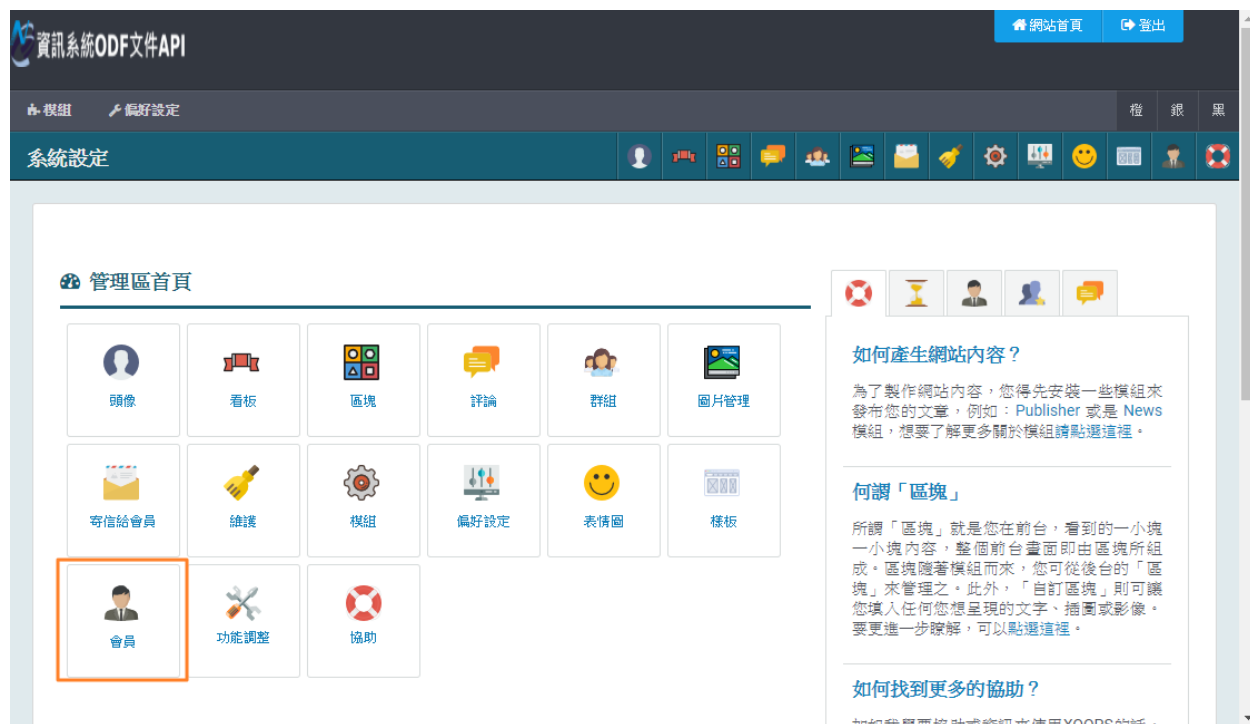 網站首頁
登出
資訊系統ODF文件API
模組
偏好設定
橙
銀
黑
系統設定
管理區首頁
頭像
看板
區塊
評論
群組
圖片管理
寄信給會員
維護
模組
偏好設定
表情圖
樣板
會員
功能調整
協助
如何產生網站內容？
為了製作網站內容，您得先安裝一些模組來
發布您的文章，例如：Publisher 或是 News
模組，想要了解更多關於模組請點選這裡。
何謂「區塊」
所謂「區塊」就是您在前台，看到的一小塊
一小塊內容，整個前台畫面即由區塊所組
成。區塊隨著模組而來，您可從後台的「區
塊」來管理之。此外，「自訂區塊」則可讓
您填入任何您想呈現的文字、插圖或影像。
要更進一步瞭解，可以點選這裡。
如何找到更多的協助？